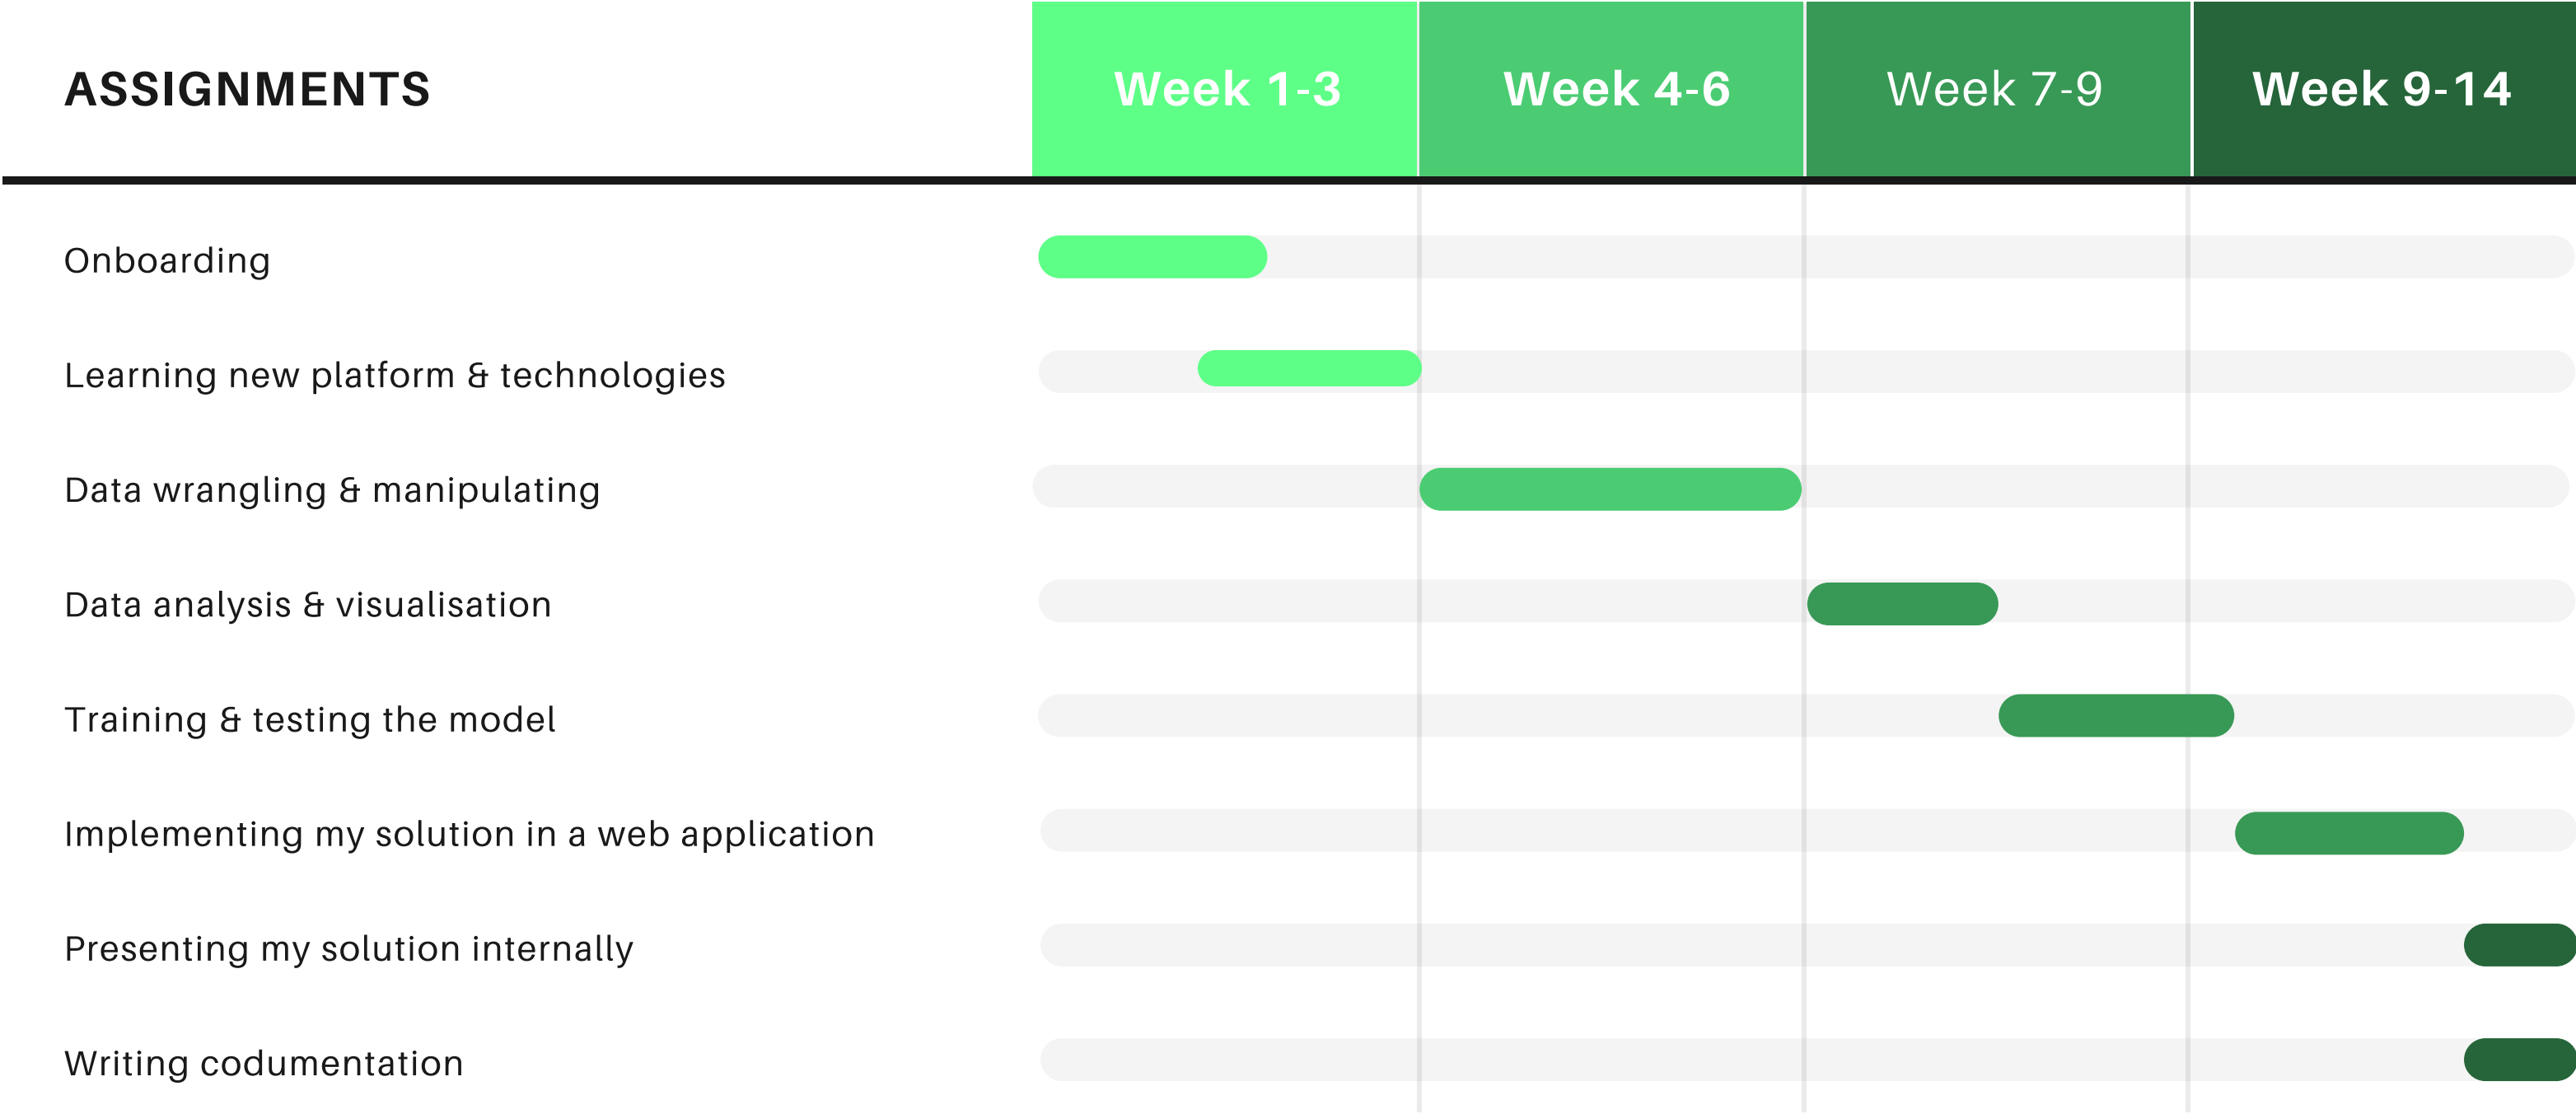 ASSIGNMENTS Week 1-3 Week 4-6 Week 7-9 Week 9-14
Onboarding
Learning new platform & technologies
Data wrangling & manipulating
Data analysis & visualisation
Training & testing the model
Implementing my solution in a web application
Presenting my solution internally
Writing codumentation